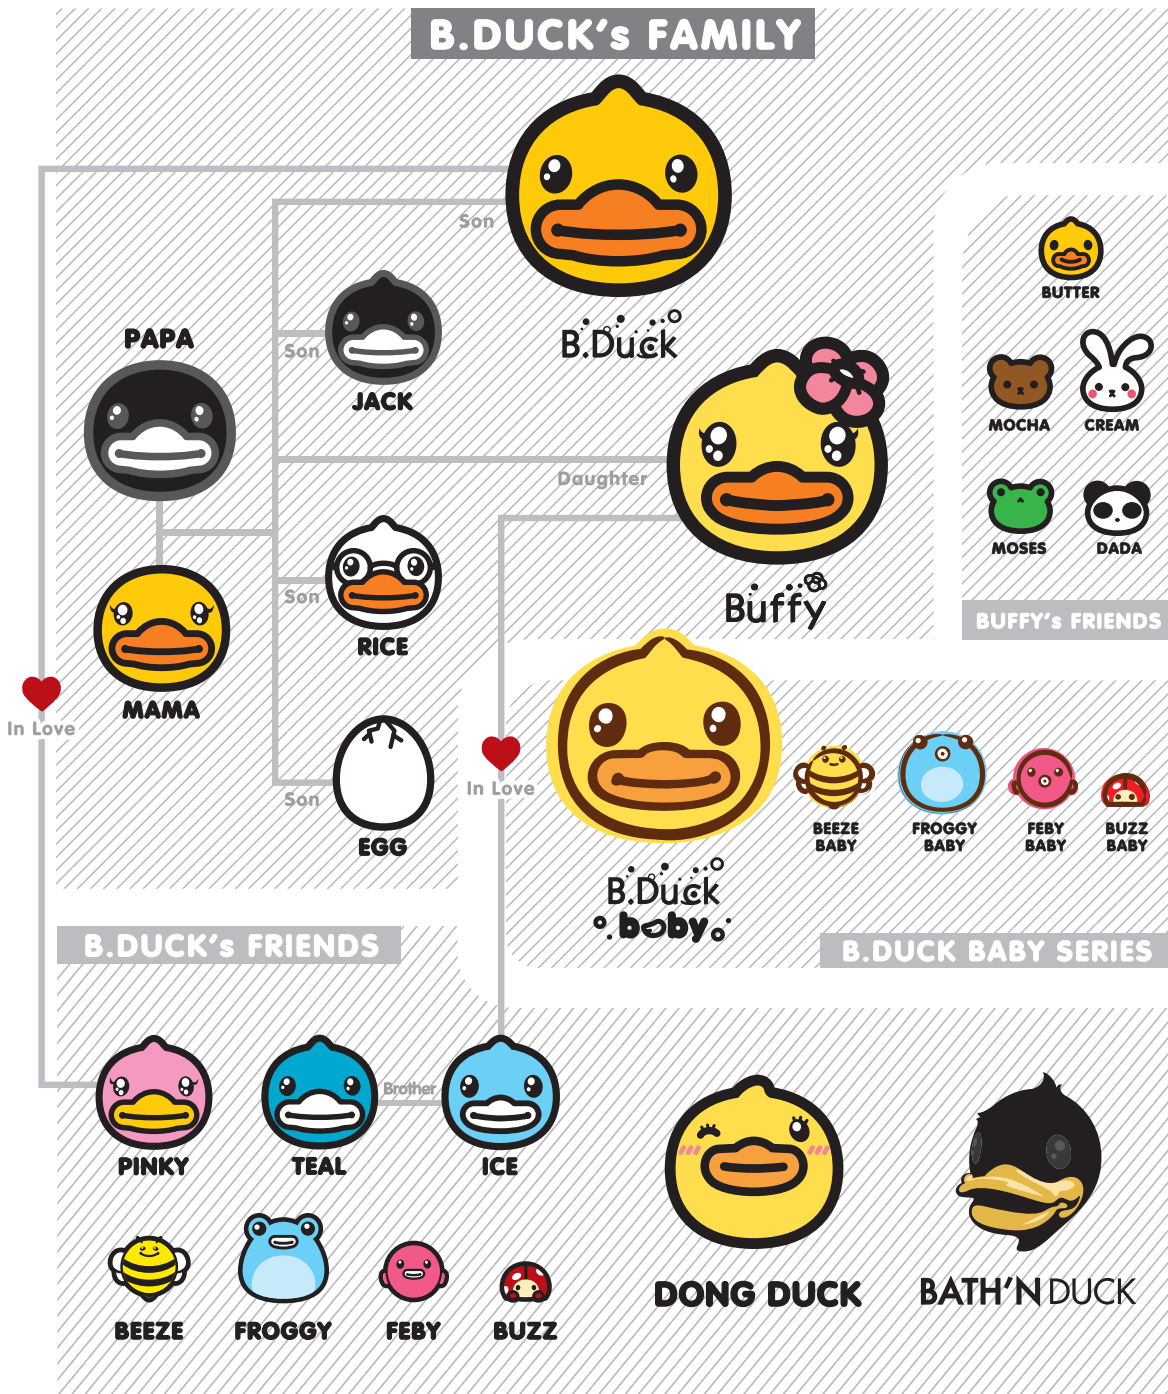 B.DUCK's FAMILY
Son
B.Duck
PAPA
Son
JACK
Daughter
Buffy
Son
RICE
MAMA
In Love
Son
EGG
BUTTER
MOCHA
CREAM
MOSES
DADA
BUFFY's FRIENDS
In Love
B.Duck
baby
BEEZE
BABY
FROGGY
BABY
FEBY
BABY
BUZZ
BABY
B.DUCK BABY SERIES
B.DUCK's FRIENDS
PINKY
TEAL
Brother
ICE
BEEZE
FROGGY
FEBY
BUZZ
DONG DUCK
BATH'N DUCK